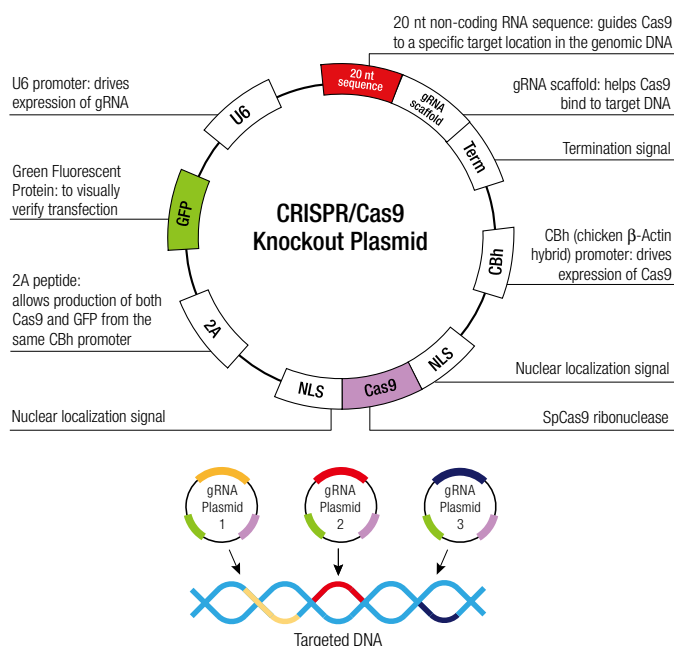 20 nt non-coding RNA sequence: guides Cas9
to a specific target location in the genomic DNA
U6 promoter: drives
expression of gRNA
gRNA scaffold: helps Cas9
bind to target DNA
Termination signal
Green Fluorescent
Protein: to visually
verify transfection
CBh (chicken β-Actin
hybrid) promoter: drives
expression of Cas9
2A peptide:
allows production of both
Cas9 and GFP from the
same CBh promoter
Nuclear localization signal
Nuclear localization signal
SpCas9 ribonuclease
20 nt
sequence
gRNA
scaffold
Term
CBh
NLS
Cas9
NLS
2A
GFP
U6
CRISPR/Cas9
Knockout Plasmid
gRNA
Plasmid
1
gRNA
Plasmid
2
gRNA
Plasmid
3
Targeted DNA